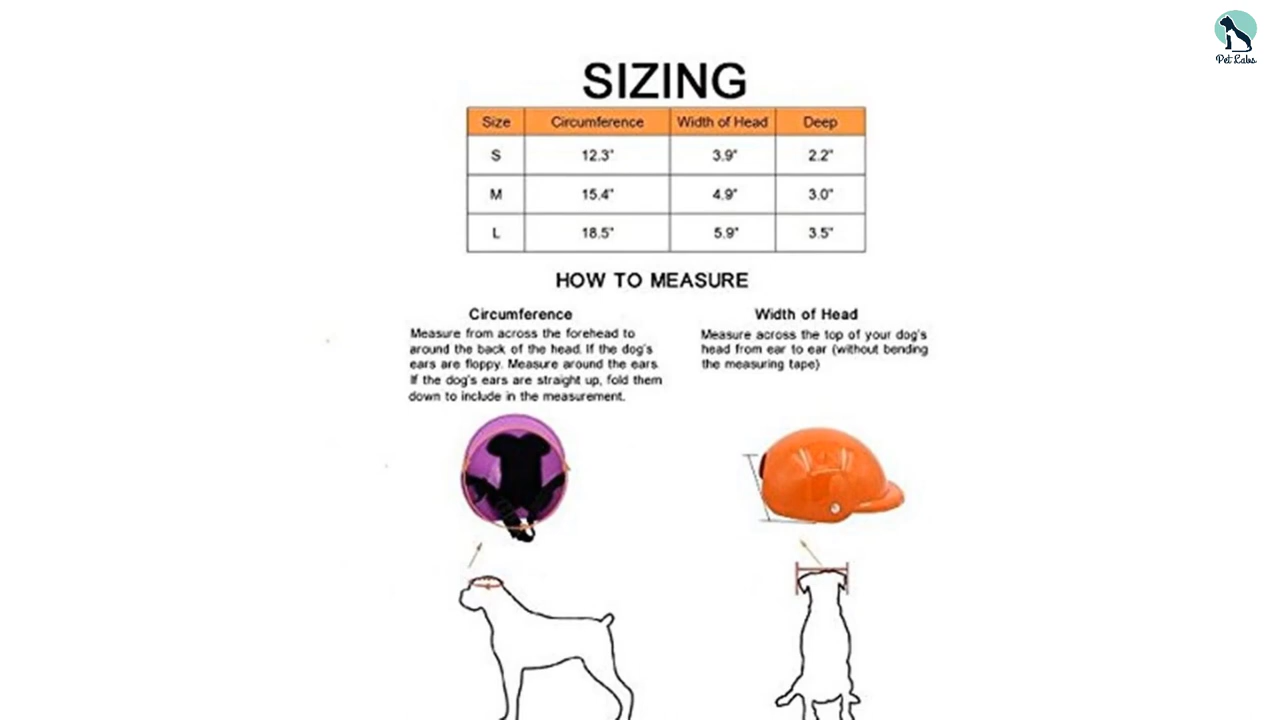 Pet Labs
SIZING
Size Circumference Width of Head Deep
S 12.3" 3.9" 2.2"
M 15.4" 4.9" 3.0"
L 18.5" 5.9" 3.5"
HOW TO MEASURE
Circumference
Measure from across the forehead to
around the back of the head. If the dog's
ears are floppy. Measure around the ears.
If the dog's ears are straight up, fold them
down to include in the measurement.
Width of Head
Measure across the top of your dog's
head from ear to ear (without bending
the measuring tape)